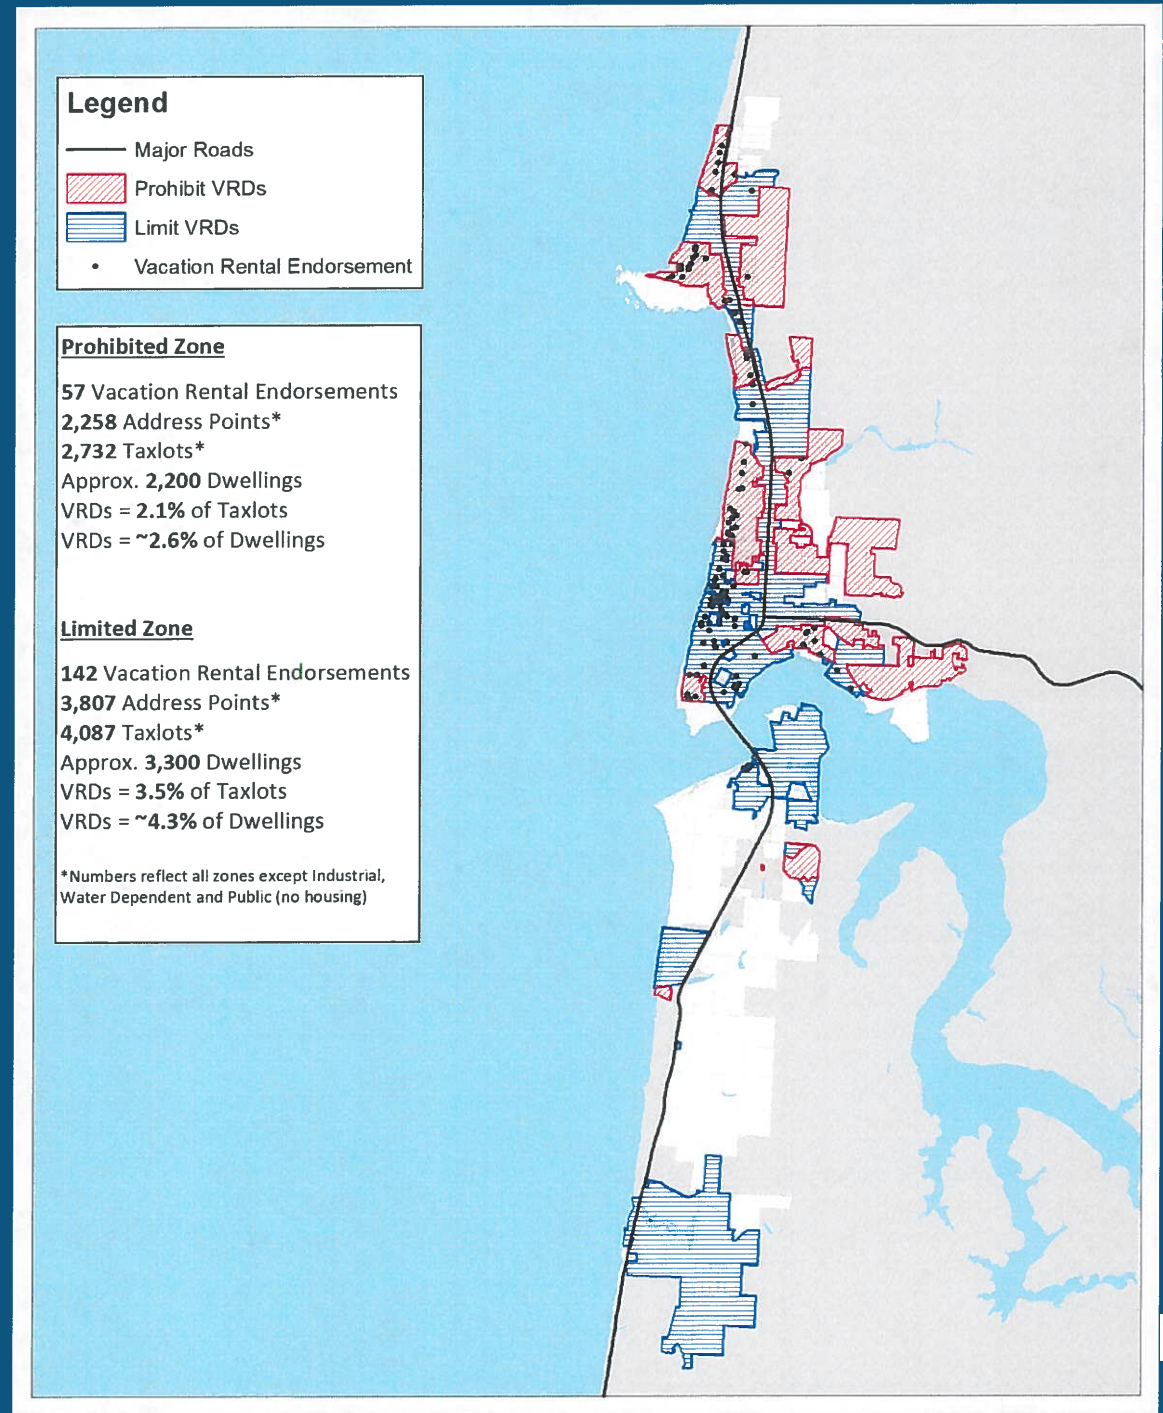 Legend
Major Roads
Prohibit VRDs
Limit VRDs
Vacation Rental Endorsement
Prohibited Zone
57 Vacation Rental Endorsements
2,258 Address Points*
2,732 Taxlots*
Approx. 2,200 Dwellings
VRDs = 2.1% of Taxlots
VRDs = ~2.6% of Dwellings
Limited Zone
142 Vacation Rental Endorsements
3,807 Address Points*
4,087 Taxlots*
Approx. 3,300 Dwellings
VRDs = 3.5% of Taxlots
VRDs = ~4.3% of Dwellings
*Numbers reflect all zones except Industrial,
Water Dependent and Public (no housing)